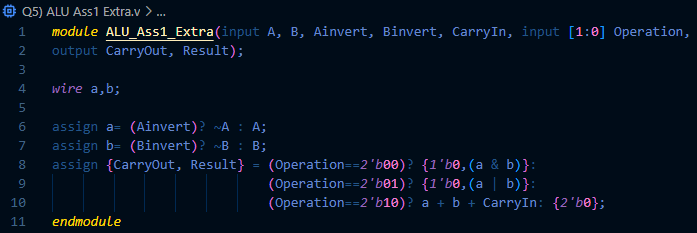 Q5) ALU Ass1 Extra.v > ...
1 module ALU_Ass1_Extra(input A, B, Ainvert, Binvert, CarryIn, input [1:0] Operation,
2 output CarryOut, Result);
3
4 wire a,b;
5
6 assign a= (Ainvert)? ~A : A;
7 assign b= (Binvert)? ~B : B;
8 assign {CarryOut, Result} = (Operation==2'b00)? {1'b0,(a & b)}:
9 (Operation==2'b01)? {1'b0,(a | b)}:
10 (Operation==2'b10)? a + b + CarryIn: {2'b0};
11 endmodule